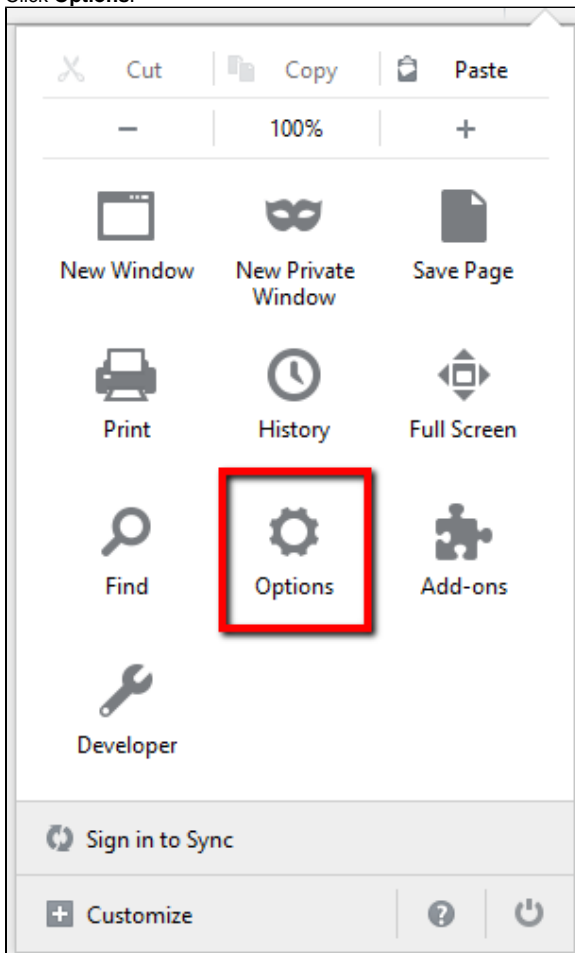 Click Options.
Cut Copy Paste
− 100% +
New Window New Private Window Save Page
Print History Full Screen
Find Options Add-ons
Developer
Sign in to Sync
Customize